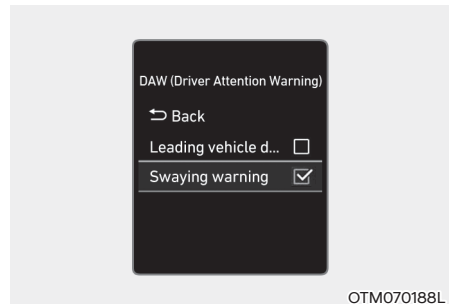 DAW (Driver Attention Warning)
Back
Leading vehicle d...
Swaying warning
OTM070188L